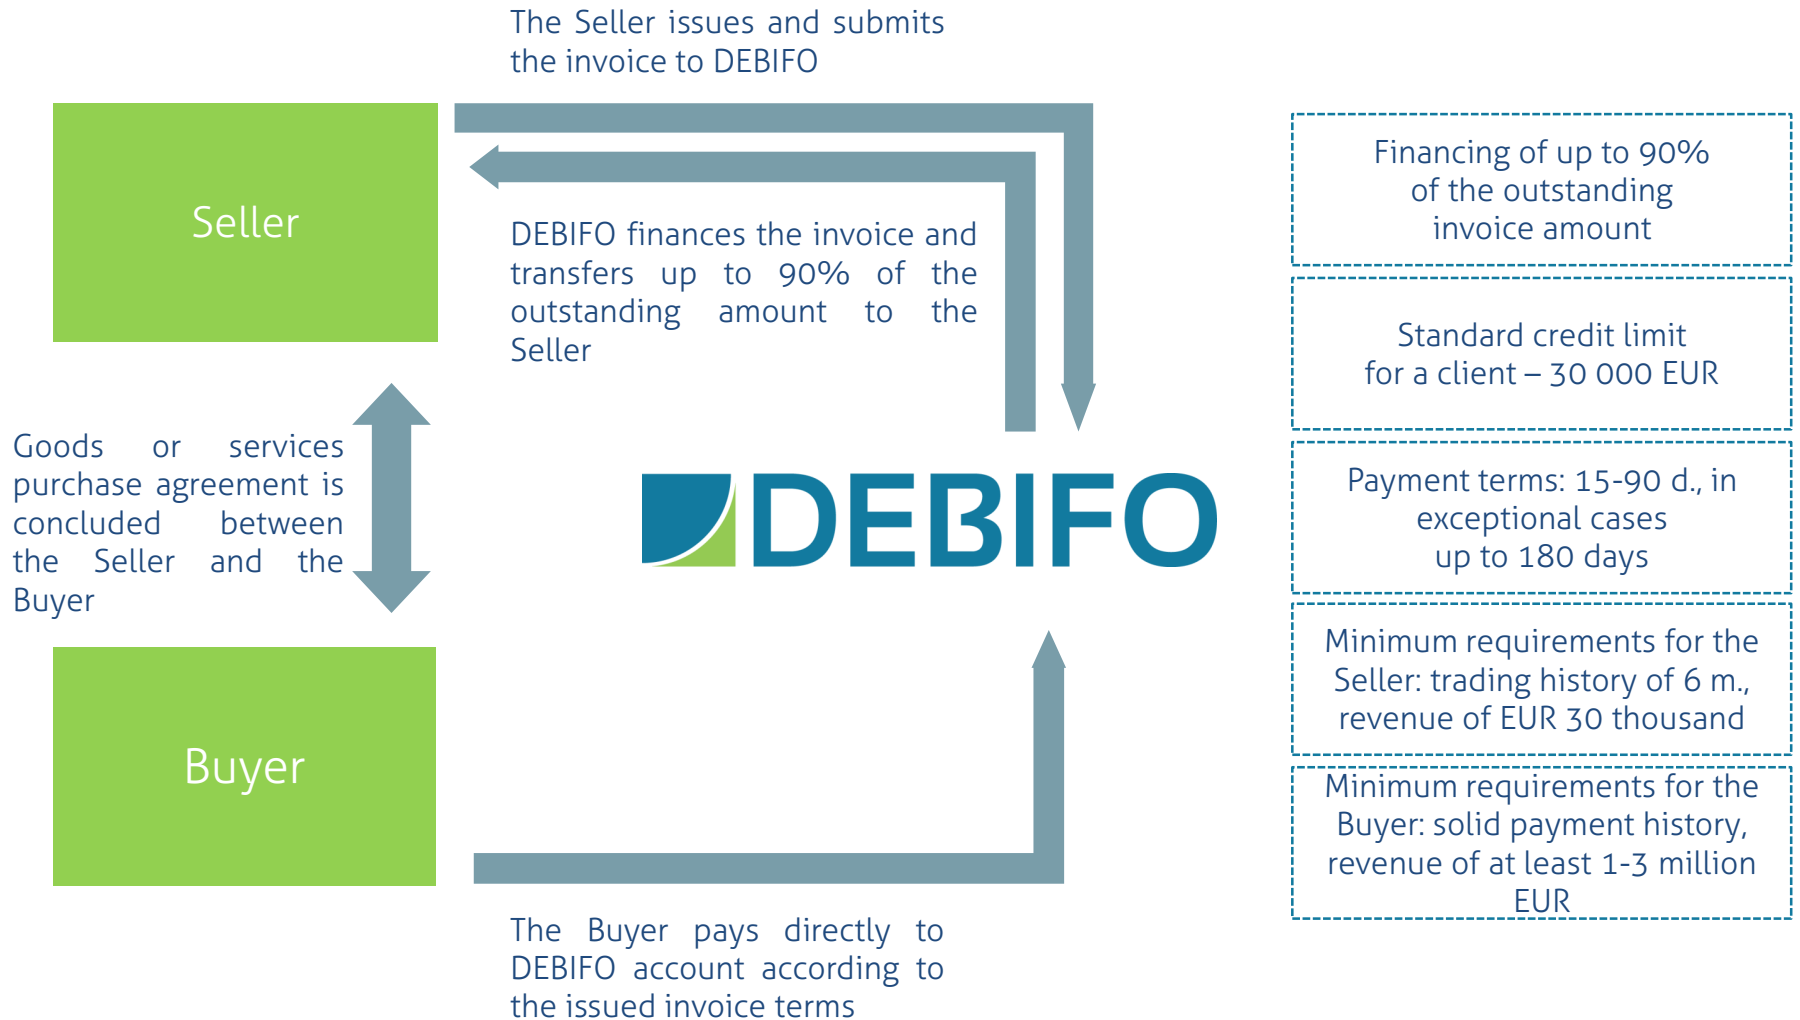 The Seller issues and submits
the invoice to DEBIFO
Seller
DEBIFO finances the invoice and
transfers up to 90% of the
outstanding amount to the
Seller
Goods or services
purchase agreement is
concluded between
the Seller and the
Buyer
DEBIFO
Buyer
The Buyer pays directly to
DEBIFO account according to
the issued invoice terms
Financing of up to 90%
of the outstanding
invoice amount
Standard credit limit
for a client – 30 000 EUR
Payment terms: 15-90 d., in
exceptional cases
up to 180 days
Minimum requirements for the
Seller: trading history of 6 m.,
revenue of EUR 30 thousand
Minimum requirements for the
Buyer: solid payment history,
revenue of at least 1-3 million
EUR